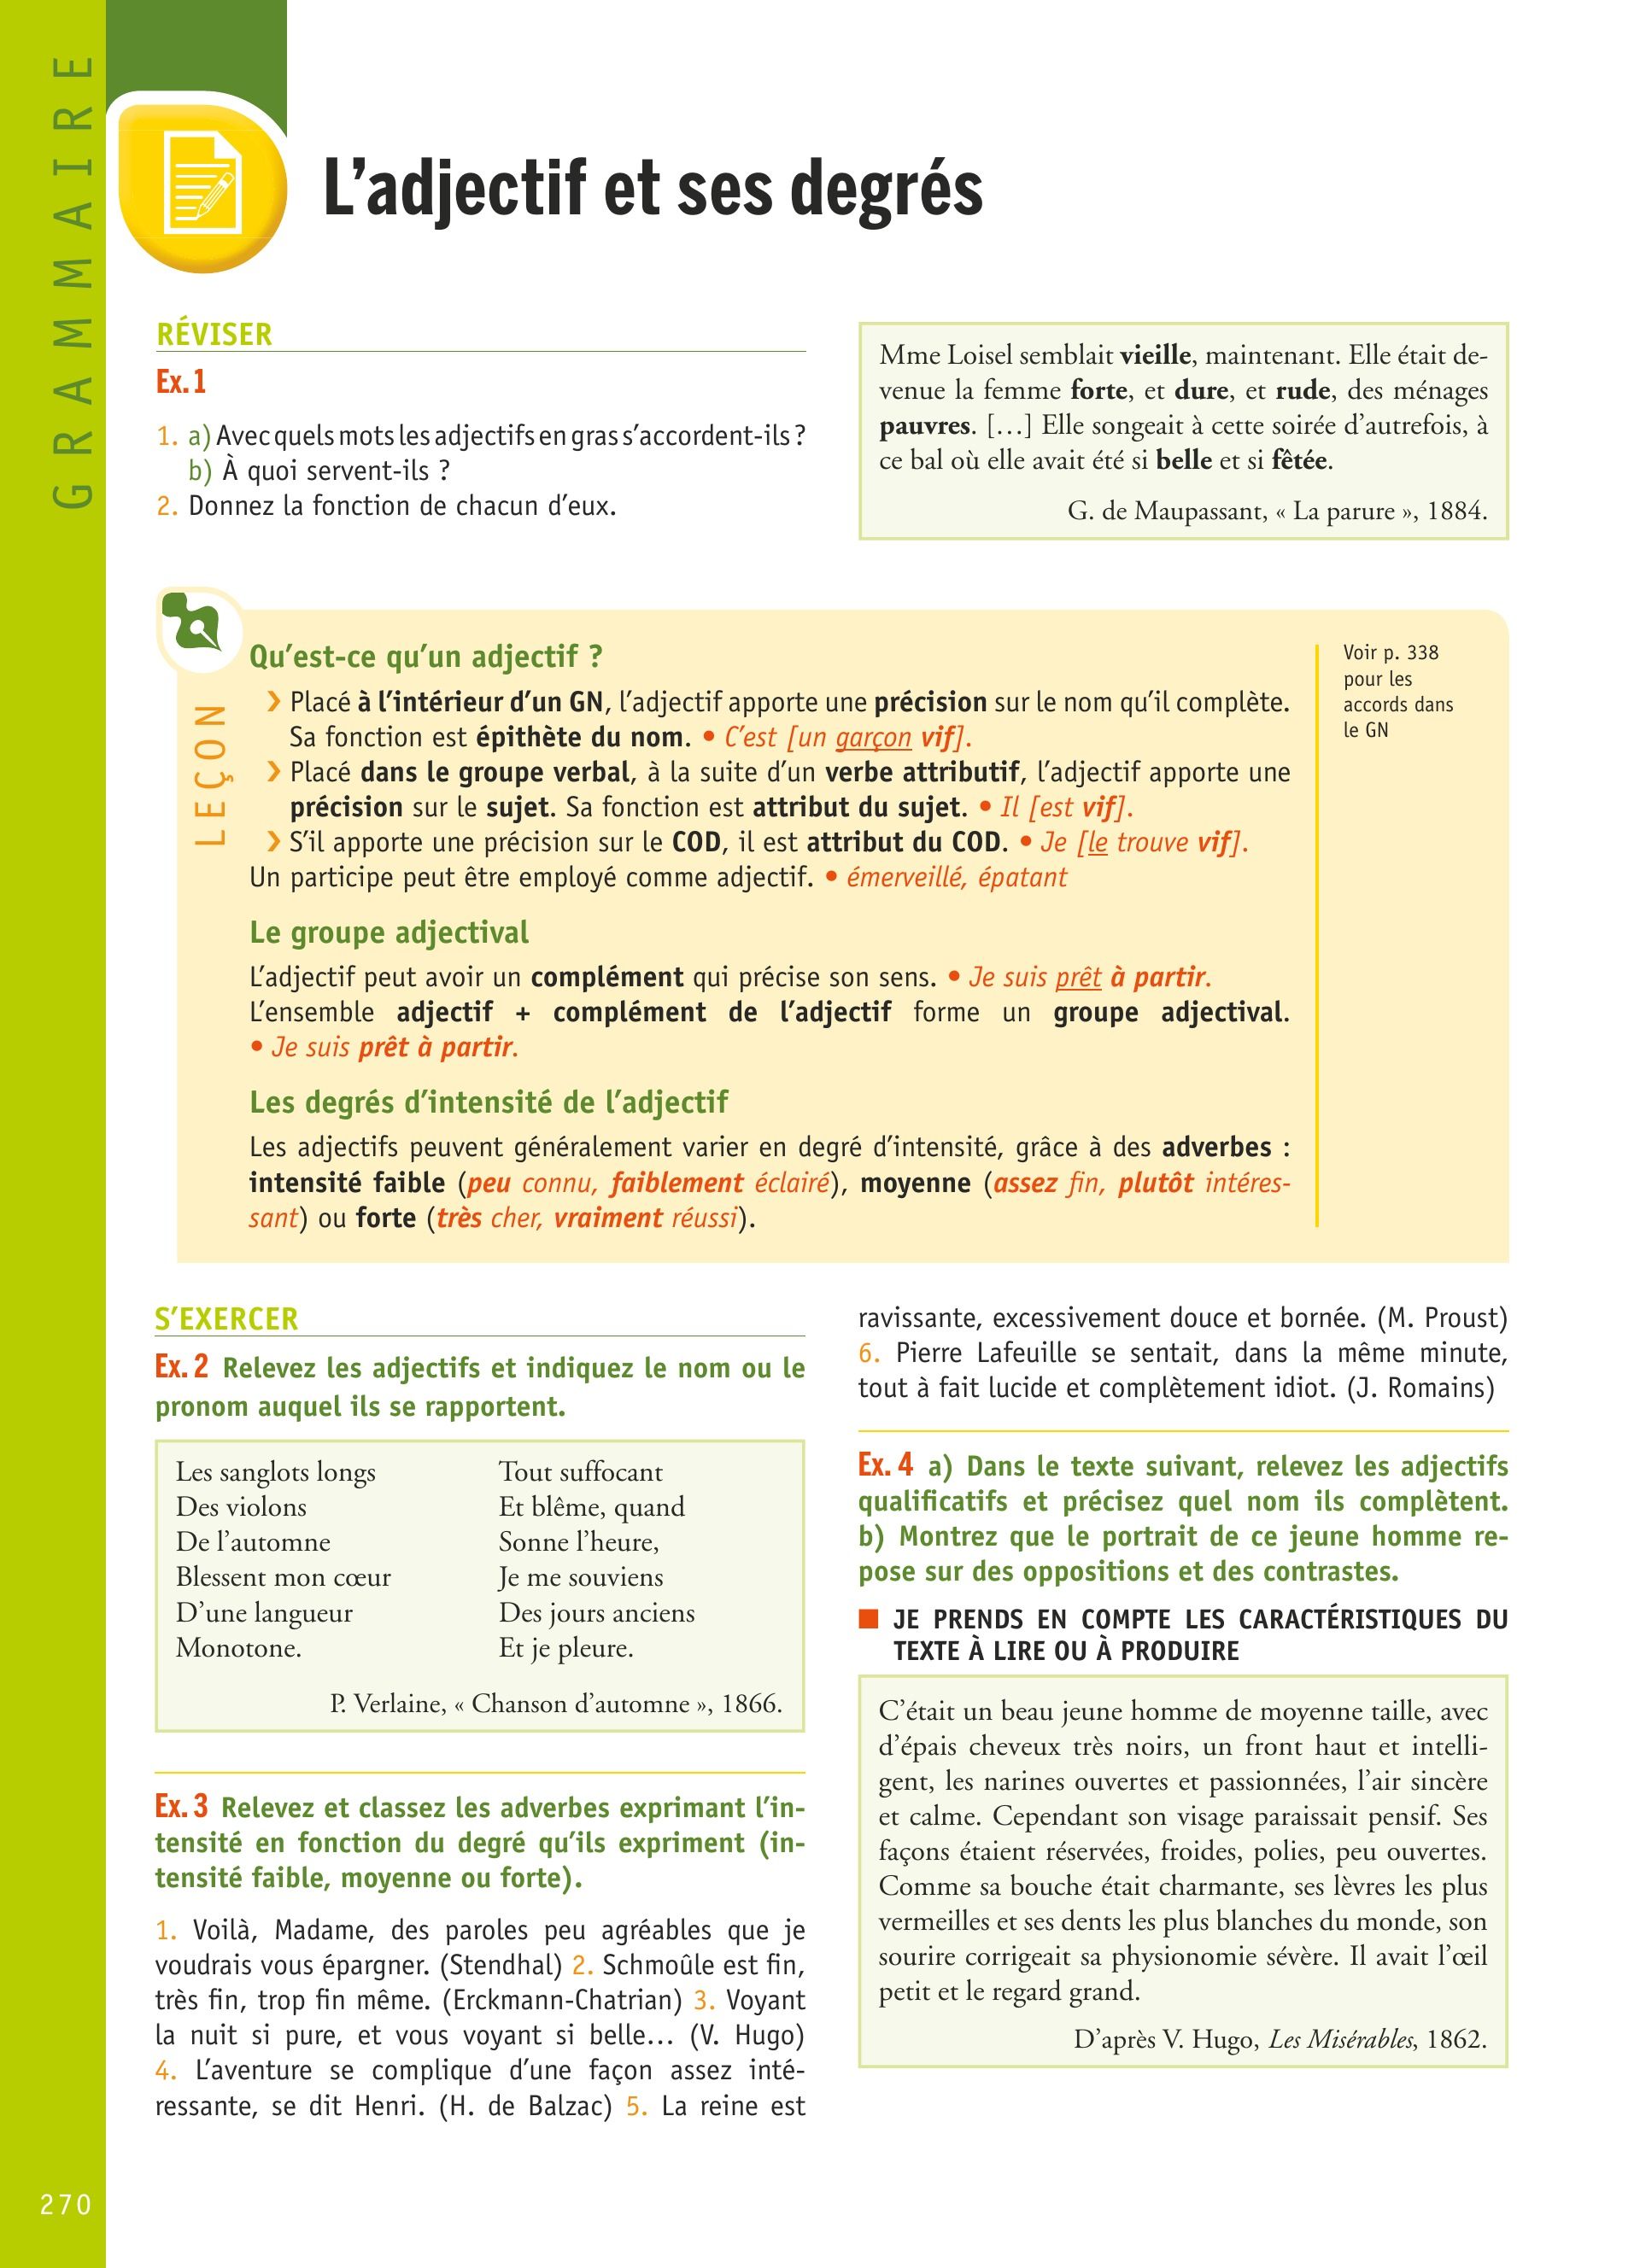 GRAMMAIRE
L’adjectif et ses degrés
RÉVISER
Ex. 1
1. a) Avec quels mots les adjectifs en gras s’accordent-ils ?
b) À quoi servent-ils ?
2. Donnez la fonction de chacun d’eux.
Mme Loisel semblait vieille, maintenant. Elle était de-
venue la femme forte, et dure, et rude, des ménages
pauvres. […] Elle songeait à cette soirée d’autrefois, à
ce bal où elle avait été si belle et si fêtée.
G. de Maupassant, « La parure », 1884.
LEÇON
Qu’est-ce qu’un adjectif ?
❯ Placé à l’intérieur d’un GN, l’adjectif apporte une précision sur le nom qu’il complète.
Sa fonction est épithète du nom. • C’est [un garçon vif].
❯ Placé dans le groupe verbal, à la suite d’un verbe attributif, l’adjectif apporte une
précision sur le sujet. Sa fonction est attribut du sujet. • Il [est vif].
❯ S’il apporte une précision sur le COD, il est attribut du COD. • Je [le trouve vif].
Un participe peut être employé comme adjectif. • émerveillé, épatant
Le groupe adjectival
L’adjectif peut avoir un complément qui précise son sens. • Je suis prêt à partir.
L’ensemble adjectif + complément de l’adjectif forme un groupe adjectival.
• Je suis prêt à partir.
Les degrés d’intensité de l’adjectif
Les adjectifs peuvent généralement varier en degré d’intensité, grâce à des adverbes :
intensité faible (peu connu, faiblement éclairé), moyenne (assez fin, plutôt intéres-
sant) ou forte (très cher, vraiment réussi).
Voir p. 338
pour les
accords dans
le GN
S’EXERCER
Ex. 2 Relevez les adjectifs et indiquez le nom ou le
pronom auquel ils se rapportent.
Les sanglots longs
Des violons
De l’automne
Blessent mon cœur
D’une langueur
Monotone.
Tout suffocant
Et blême, quand
Sonne l’heure,
Je me souviens
Des jours anciens
Et je pleure.
P. Verlaine, « Chanson d’automne », 1866.
Ex. 3 Relevez et classez les adverbes exprimant l’in-
tensité en fonction du degré qu’ils expriment (in-
tensité faible, moyenne ou forte).
1. Voilà, Madame, des paroles peu agréables que je
voudrais vous épargner. (Stendhal) 2. Schmoûle est fin,
très fin, trop fin même. (Erckmann-Chatrian) 3. Voyant
la nuit si pure, et vous voyant si belle… (V. Hugo)
4. L’aventure se complique d’une façon assez inté-
ressante, se dit Henri. (H. de Balzac) 5. La reine est
ravissante, excessivement douce et bornée. (M. Proust)
6. Pierre Lafeuille se sentait, dans la même minute,
tout à fait lucide et complètement idiot. (J. Romains)
Ex. 4 a) Dans le texte suivant, relevez les adjectifs
qualificatifs et précisez quel nom ils complètent.
b) Montrez que le portrait de ce jeune homme re-
pose sur des oppositions et des contrastes.
■ JE PRENDS EN COMPTE LES CARACTÉRISTIQUES DU
TEXTE À LIRE OU À PRODUIRE
C’était un beau jeune homme de moyenne taille, avec
d’épais cheveux très noirs, un front haut et intelli-
gent, les narines ouvertes et passionnées, l’air sincère
et calme. Cependant son visage paraissait pensif. Ses
façons étaient réservées, froides, polies, peu ouvertes.
Comme sa bouche était charmante, ses lèvres les plus
vermeilles et ses dents les plus blanches du monde, son
sourire corrigeait sa physionomie sévère. Il avait l’œil
petit et le regard grand.
D’après V. Hugo, Les Misérables, 1862.
270